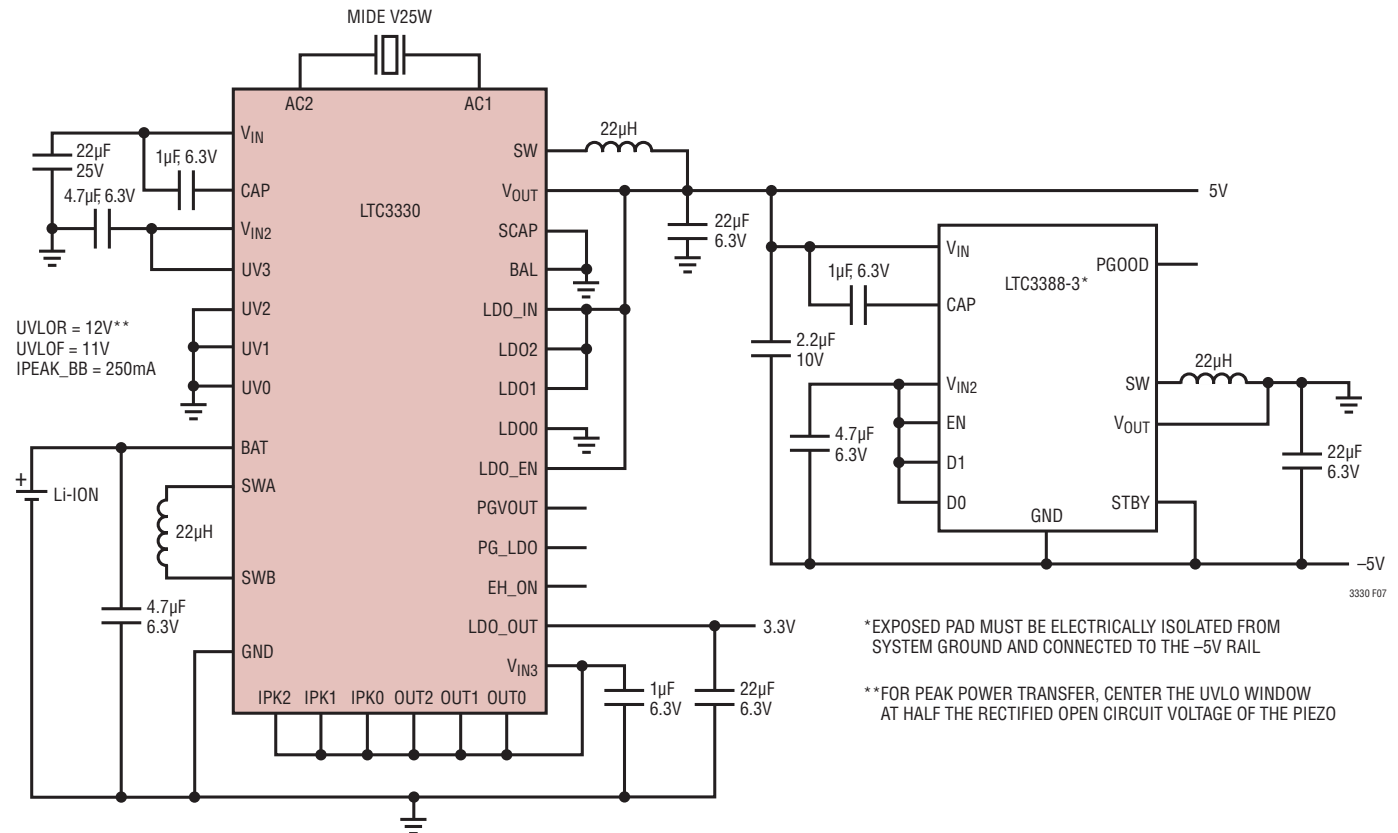 MIDE V25W
AC2
AC1
VIN
22µF
25V
1µF, 6.3V
CAP
4.7µF, 6.3V
VIN2
UV3
UV2
UV1
UV0
UVLOR = 12V**
UVLOF = 11V
IPEAK_BB = 250mA
BAT
+
Li-ION
SWA
22µH
SWB
4.7µF
6.3V
GND
LTC3330
SW
22µH
VOUT
SCAP
BAL
LDO_IN
LDO2
LDO1
LDO0
LDO_EN
PGVOUT
PG_LDO
EH_ON
LDO_OUT
VIN3
IPK2
IPK1
IPK0
OUT2
OUT1
OUT0
22µF
6.3V
5V
3.3V
1µF
6.3V
22µF
6.3V
2.2µF
10V
1µF, 6.3V
4.7µF
6.3V
VIN
CAP
VIN2
EN
D1
D0
GND
LTC3388-3*
PGOOD
SW
22µH
VOUT
STBY
22µF
6.3V
–5V
3330 F07
*EXPOSED PAD MUST BE ELECTRICALLY ISOLATED FROM
SYSTEM GROUND AND CONNECTED TO THE –5V RAIL
**FOR PEAK POWER TRANSFER, CENTER THE UVLO WINDOW
AT HALF THE RECTIFIED OPEN CIRCUIT VOLTAGE OF THE PIEZO